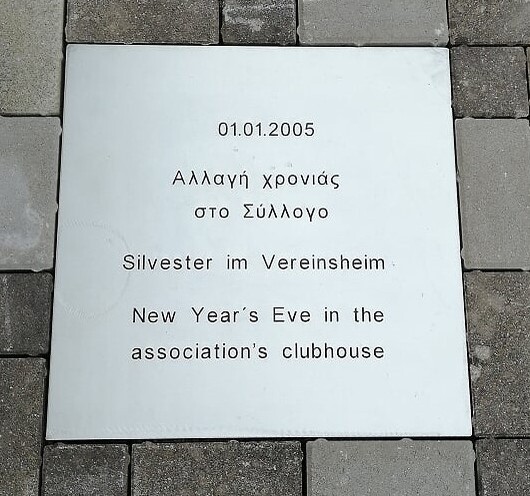 01.01.2005
Αλλαγή χρονιάς
στο Σύλλογο
Silvester im Vereinsheim
New Year´s Eve in the
association's clubhouse